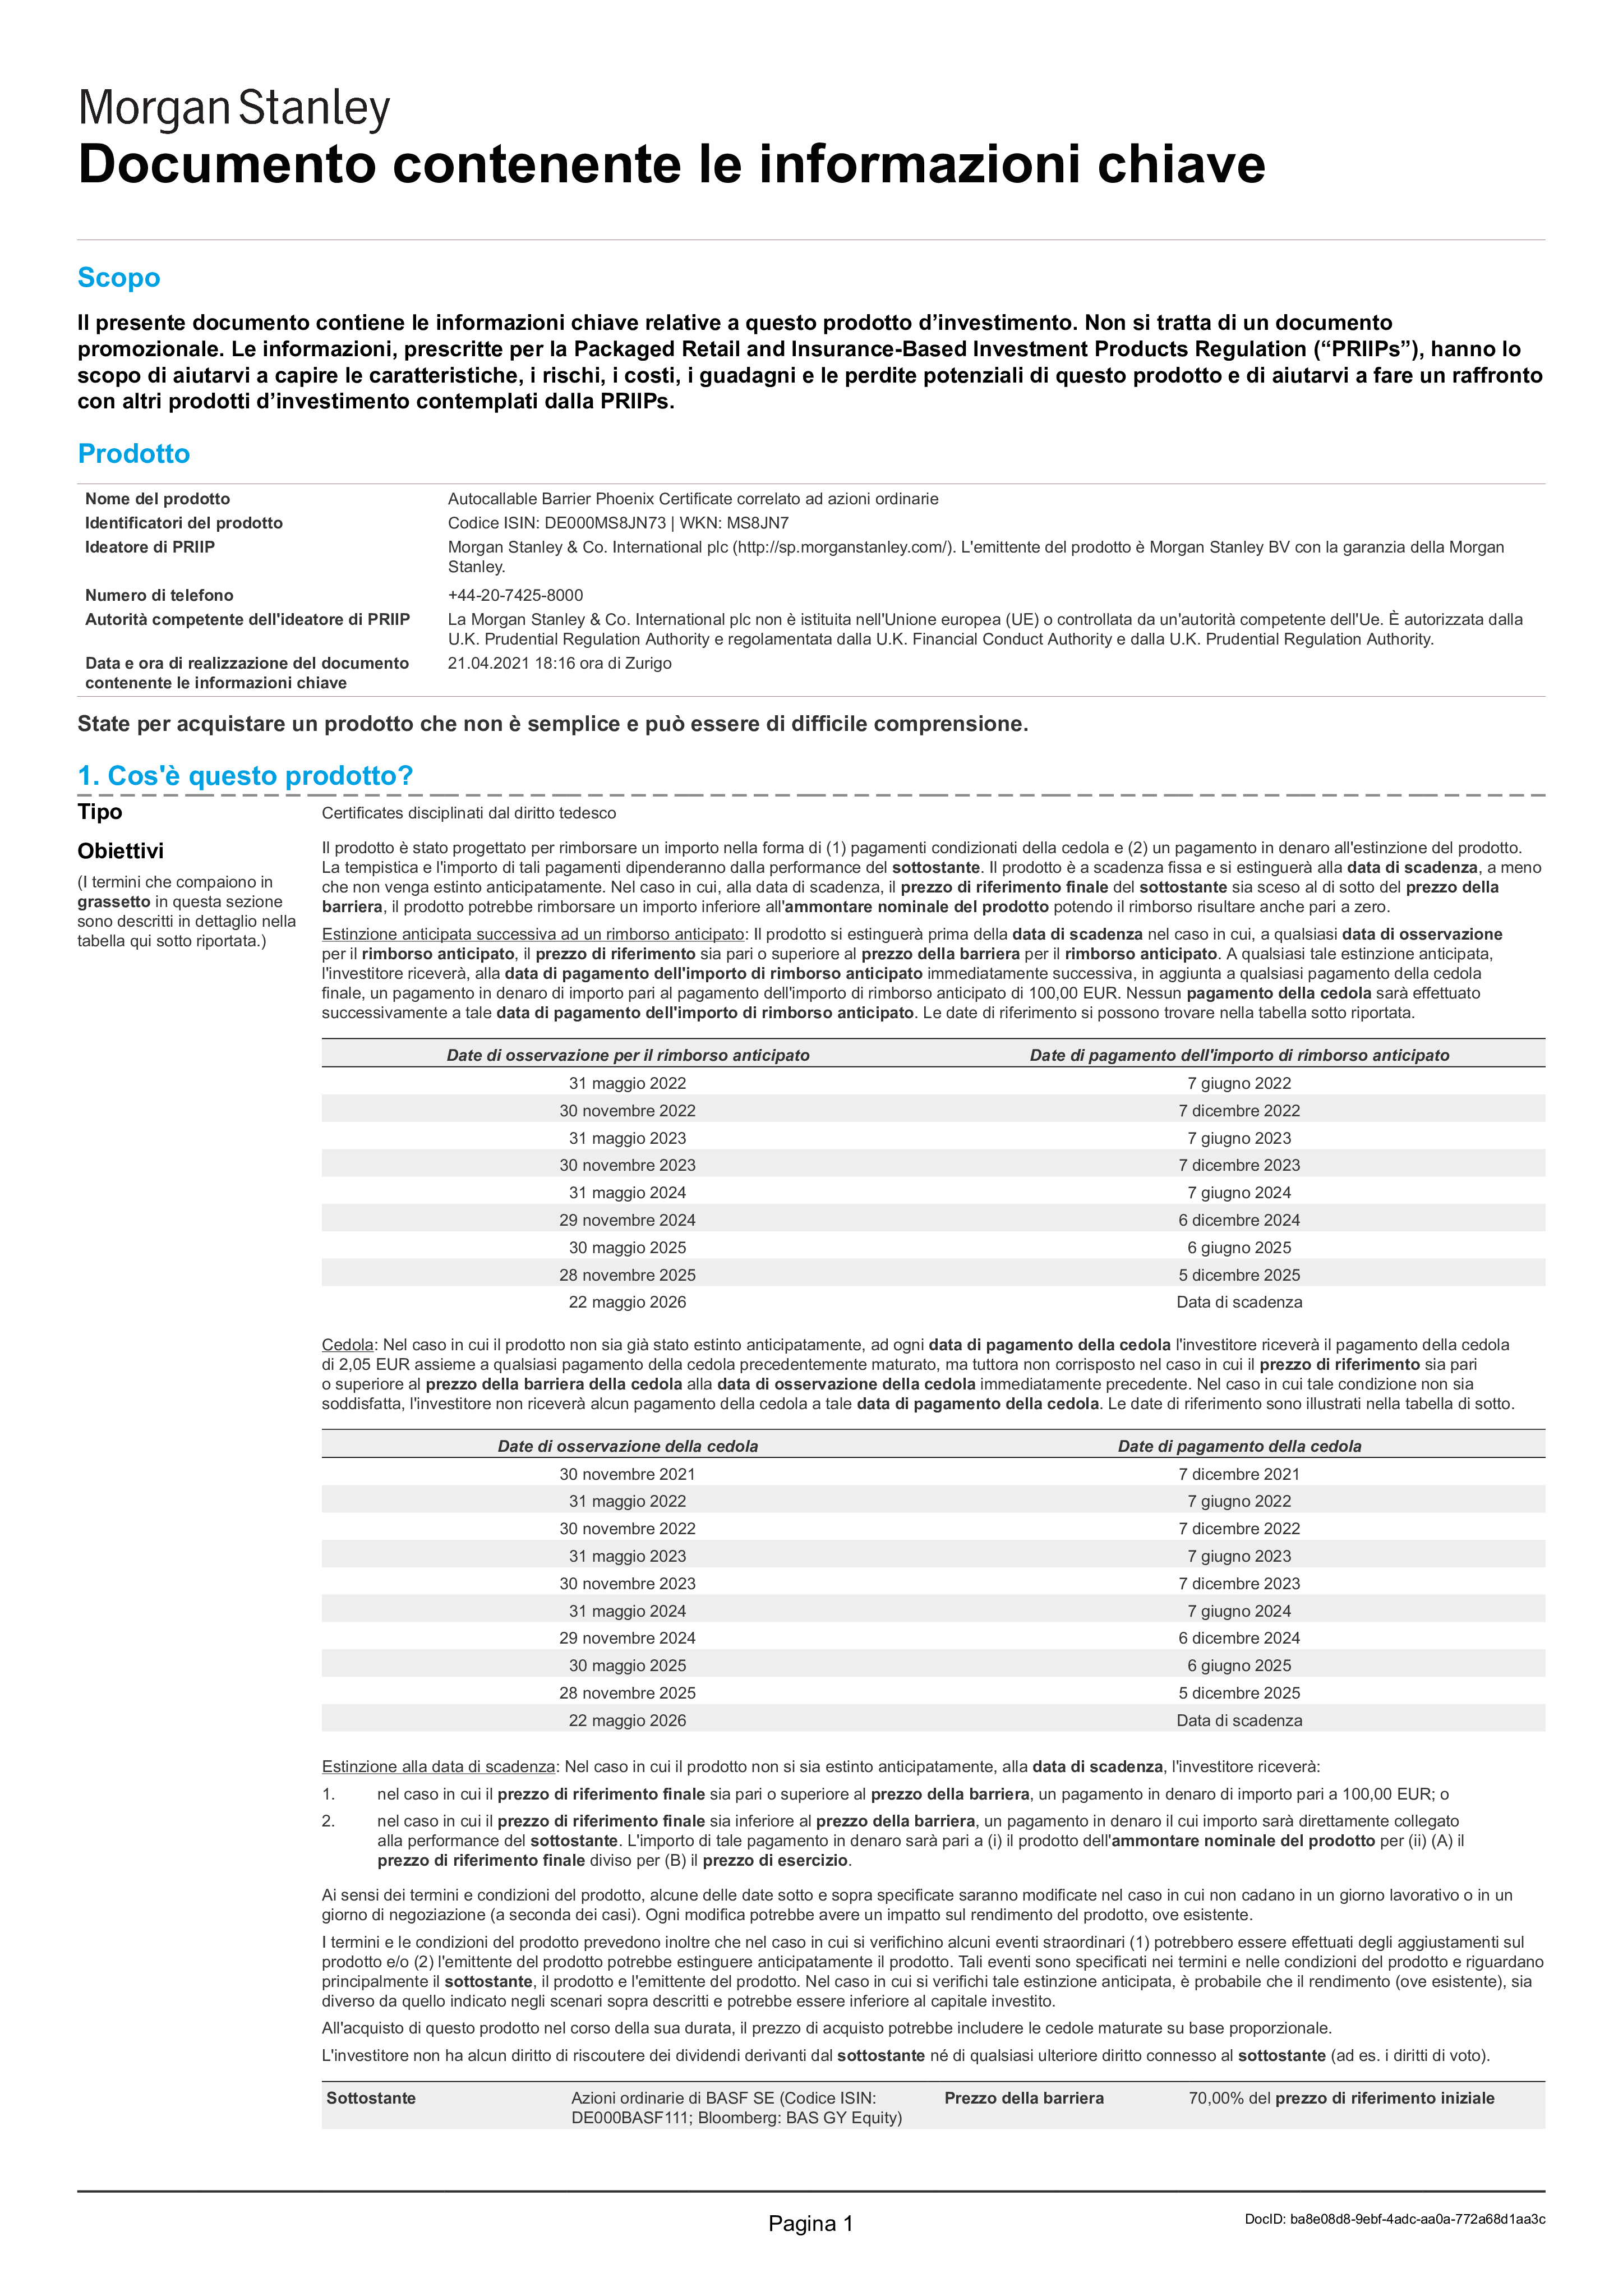 Morgan Stanley
Documento contenente le informazioni chiave
Scopo
Il presente documento contiene le informazioni chiave relative a questo prodotto d’investimento. Non si tratta di un documento
promozionale. Le informazioni, prescritte per la Packaged Retail and Insurance-Based Investment Products Regulation (“PRIIPs”), hanno lo
scopo di aiutarvi a capire le caratteristiche, i rischi, i costi, i guadagni e le perdite potenziali di questo prodotto e di aiutarvi a fare un raffronto
con altri prodotti d’investimento contemplati dalla PRIIPs.
Prodotto
Nome del prodotto Autocallable Barrier Phoenix Certificate correlato ad azioni ordinarie
Identificatori del prodotto Codice ISIN: DE000MS8JN73 | WKN: MS8JN7
Ideatore di PRIIP Morgan Stanley & Co. International plc (http://sp.morganstanley.com/). L'emittente del prodotto è Morgan Stanley BV con la garanzia della Morgan
Stanley.
Numero di telefono +44-20-7425-8000
Autorità competente dell'ideatore di PRIIP La Morgan Stanley & Co. International plc non è istituita nell'Unione europea (UE) o controllata da un'autorità competente dell'Ue. È autorizzata dalla
U.K. Prudential Regulation Authority e regolamentata dalla U.K. Financial Conduct Authority e dalla U.K. Prudential Regulation Authority.
Data e ora di realizzazione del documento 21.04.2021 18:16 ora di Zurigo
contenente le informazioni chiave
State per acquistare un prodotto che non è semplice e può essere di difficile comprensione.
1. Cos'è questo prodotto?
Tipo Certificates disciplinati dal diritto tedesco
Obiettivi
(I termini che compaiono in
grassetto in questa sezione
sono descritti in dettaglio nella
tabella qui sotto riportata.)
Il prodotto è stato progettato per rimborsare un importo nella forma di (1) pagamenti condizionati della cedola e (2) un pagamento in denaro all'estinzione del prodotto.
La tempistica e l'importo di tali pagamenti dipenderanno dalla performance del sottostante. Il prodotto è a scadenza fissa e si estinguerà alla data di scadenza, a meno
che non venga estinto anticipatamente. Nel caso in cui, alla data di scadenza, il prezzo di riferimento finale del sottostante sia sceso al di sotto del prezzo della
barriera, il prodotto potrebbe rimborsare un importo inferiore all'ammontare nominale del prodotto potendo il rimborso risultare anche pari a zero.
Estinzione anticipata successiva ad un rimborso anticipato: Il prodotto si estinguerà prima della data di scadenza nel caso in cui, a qualsiasi data di osservazione
per il rimborso anticipato, il prezzo di riferimento sia pari o superiore al prezzo della barriera per il rimborso anticipato. A qualsiasi tale estinzione anticipata,
l'investitore riceverà, alla data di pagamento dell'importo di rimborso anticipato immediatamente successiva, in aggiunta a qualsiasi pagamento della cedola
finale, un pagamento in denaro di importo pari al pagamento dell'importo di rimborso anticipato di 100,00 EUR. Nessun pagamento della cedola sarà effettuato
successivamente a tale data di pagamento dell'importo di rimborso anticipato. Le date di riferimento si possono trovare nella tabella sotto riportata.
Date di osservazione per il rimborso anticipato Date di pagamento dell'importo di rimborso anticipato
31 maggio 2022 7 giugno 2022
30 novembre 2022 7 dicembre 2022
31 maggio 2023 7 giugno 2023
30 novembre 2023 7 dicembre 2023
31 maggio 2024 7 giugno 2024
29 novembre 2024 6 dicembre 2024
30 maggio 2025 6 giugno 2025
28 novembre 2025 5 dicembre 2025
22 maggio 2026 Data di scadenza
Cedola: Nel caso in cui il prodotto non sia già stato estinto anticipatamente, ad ogni data di pagamento della cedola l'investitore riceverà il pagamento della cedola
di 2,05 EUR assieme a qualsiasi pagamento della cedola precedentemente maturato, ma tuttora non corrisposto nel caso in cui il prezzo di riferimento sia pari
o superiore al prezzo della barriera della cedola alla data di osservazione della cedola immediatamente precedente. Nel caso in cui tale condizione non sia
soddisfatta, l'investitore non riceverà alcun pagamento della cedola a tale data di pagamento della cedola. Le date di riferimento sono illustrati nella tabella di sotto.
Date di osservazione della cedola Date di pagamento della cedola
30 novembre 2021 7 dicembre 2021
31 maggio 2022 7 giugno 2022
30 novembre 2022 7 dicembre 2022
31 maggio 2023 7 giugno 2023
30 novembre 2023 7 dicembre 2023
31 maggio 2024 7 giugno 2024
29 novembre 2024 6 dicembre 2024
30 maggio 2025 6 giugno 2025
28 novembre 2025 5 dicembre 2025
22 maggio 2026 Data di scadenza
Estinzione alla data di scadenza: Nel caso in cui il prodotto non si sia estinto anticipatamente, alla data di scadenza, l'investitore riceverà:
1. nel caso in cui il prezzo di riferimento finale sia pari o superiore al prezzo della barriera, un pagamento in denaro di importo pari a 100,00 EUR; o
2. nel caso in cui il prezzo di riferimento finale sia inferiore al prezzo della barriera, un pagamento in denaro il cui importo sarà direttamente collegato
alla performance del sottostante. L'importo di tale pagamento in denaro sarà pari a (i) il prodotto dell'ammontare nominale del prodotto per (ii) (A) il
prezzo di riferimento finale diviso per (B) il prezzo di esercizio.
Ai sensi dei termini e condizioni del prodotto, alcune delle date sotto e sopra specificate saranno modificate nel caso in cui non cadano in un giorno lavorativo o in un
giorno di negoziazione (a seconda dei casi). Ogni modifica potrebbe avere un impatto sul rendimento del prodotto, ove esistente.
I termini e le condizioni del prodotto prevedono inoltre che nel caso in cui si verifichino alcuni eventi straordinari (1) potrebbero essere effettuati degli aggiustamenti sul
prodotto e/o (2) l'emittente del prodotto potrebbe estinguere anticipatamente il prodotto. Tali eventi sono specificati nei termini e nelle condizioni del prodotto e riguardano
principalmente il sottostante, il prodotto e l'emittente del prodotto. Nel caso in cui si verifichi tale estinzione anticipata, è probabile che il rendimento (ove esistente), sia
diverso da quello indicato negli scenari sopra descritti e potrebbe essere inferiore al capitale investito.
All'acquisto di questo prodotto nel corso della sua durata, il prezzo di acquisto potrebbe includere le cedole maturate su base proporzionale.
L'investitore non ha alcun diritto di riscoutere dei dividendi derivanti dal sottostante né di qualsiasi ulteriore diritto connesso al sottostante (ad es. i diritti di voto).
Sottostante Azioni ordinarie di BASF SE (Codice ISIN: Prezzo della barriera 70,00% del prezzo di riferimento iniziale
DE000BASF111; Bloomberg: BAS GY Equity)
Pagina 1
DocID: ba8e08d8-9ebf-4adc-aa0a-772a68d1aa3c